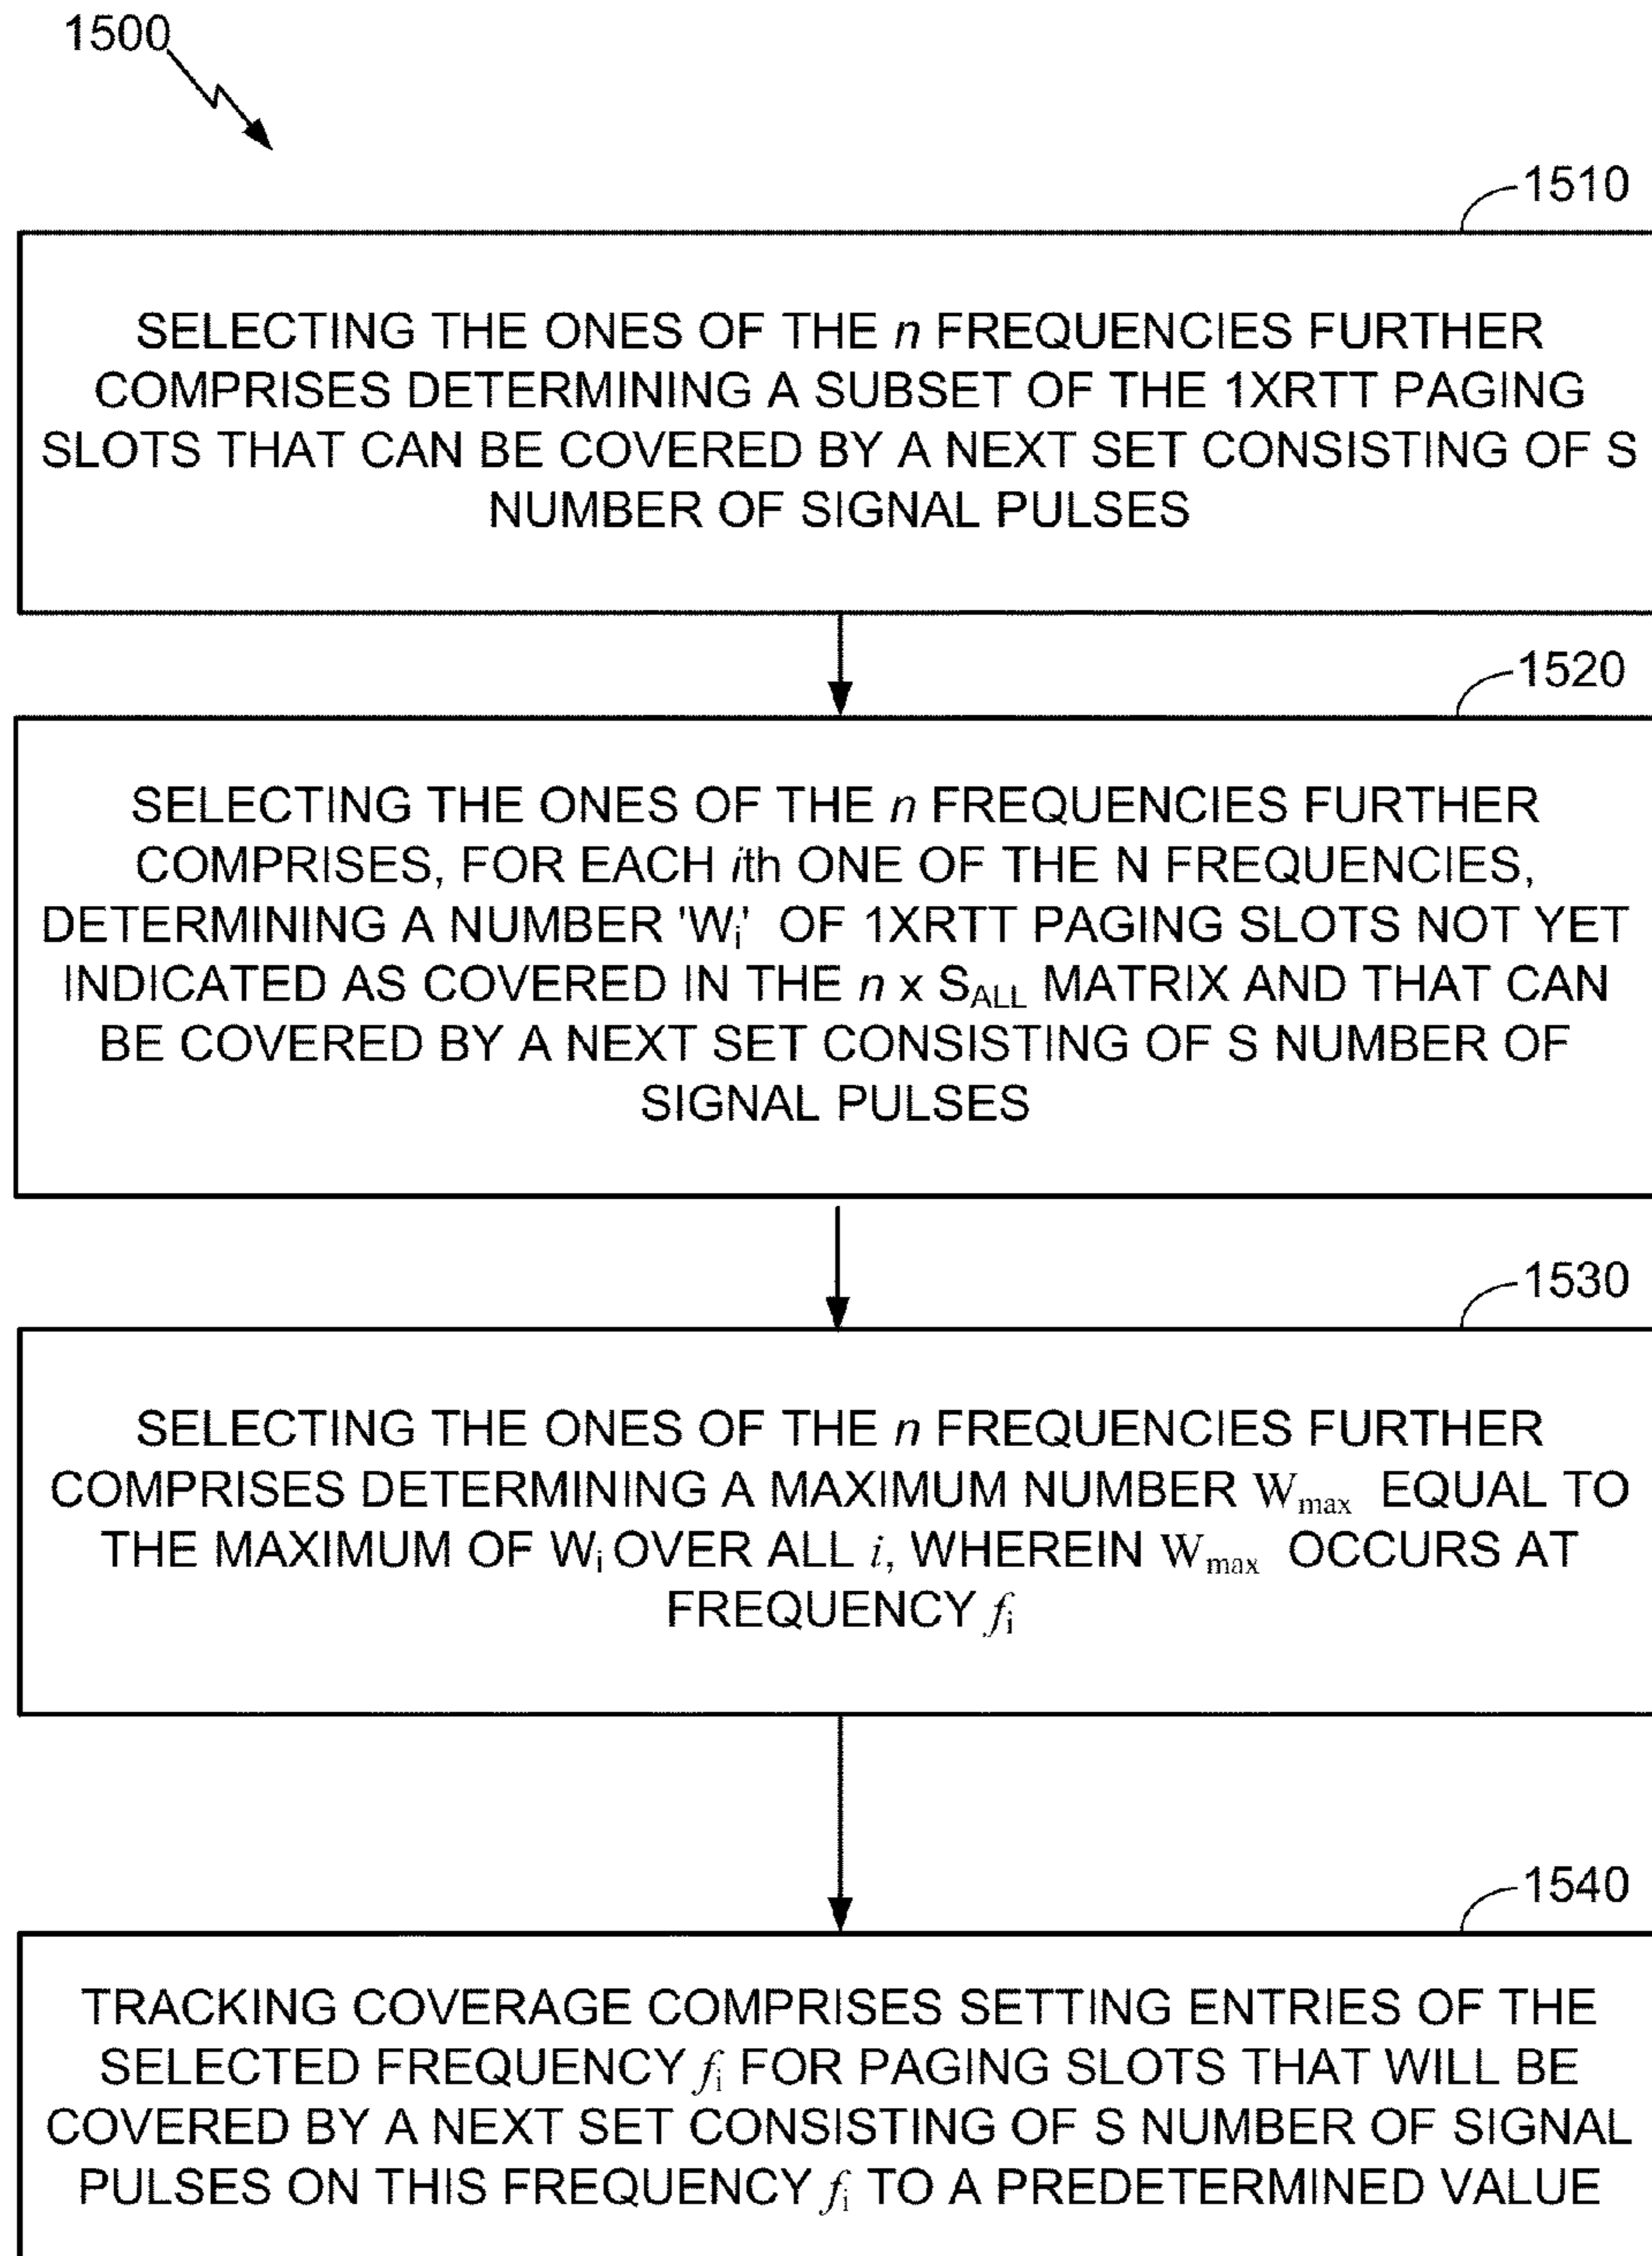 1500
1510
SELECTING THE ONES OF THE n FREQUENCIES FURTHER
COMPRISES DETERMINING A SUBSET OF THE 1XRTT PAGING
SLOTS THAT CAN BE COVERED BY A NEXT SET CONSISTING OF S
NUMBER OF SIGNAL PULSES
1520
SELECTING THE ONES OF THE n FREQUENCIES FURTHER
COMPRISES, FOR EACH ith ONE OF THE N FREQUENCIES,
DETERMINING A NUMBER 'Wi' OF 1XRTT PAGING SLOTS NOT YET
INDICATED AS COVERED IN THE n x SALL MATRIX AND THAT CAN
BE COVERED BY A NEXT SET CONSISTING OF S NUMBER OF
SIGNAL PULSES
1530
SELECTING THE ONES OF THE n FREQUENCIES FURTHER
COMPRISES DETERMINING A MAXIMUM NUMBER Wmax EQUAL TO
THE MAXIMUM OF Wi OVER ALL i, WHEREIN Wmax OCCURS AT
FREQUENCY fi
1540
TRACKING COVERAGE COMPRISES SETTING ENTRIES OF THE
SELECTED FREQUENCY fi FOR PAGING SLOTS THAT WILL BE
COVERED BY A NEXT SET CONSISTING OF S NUMBER OF SIGNAL
PULSES ON THIS FREQUENCY fi TO A PREDETERMINED VALUE